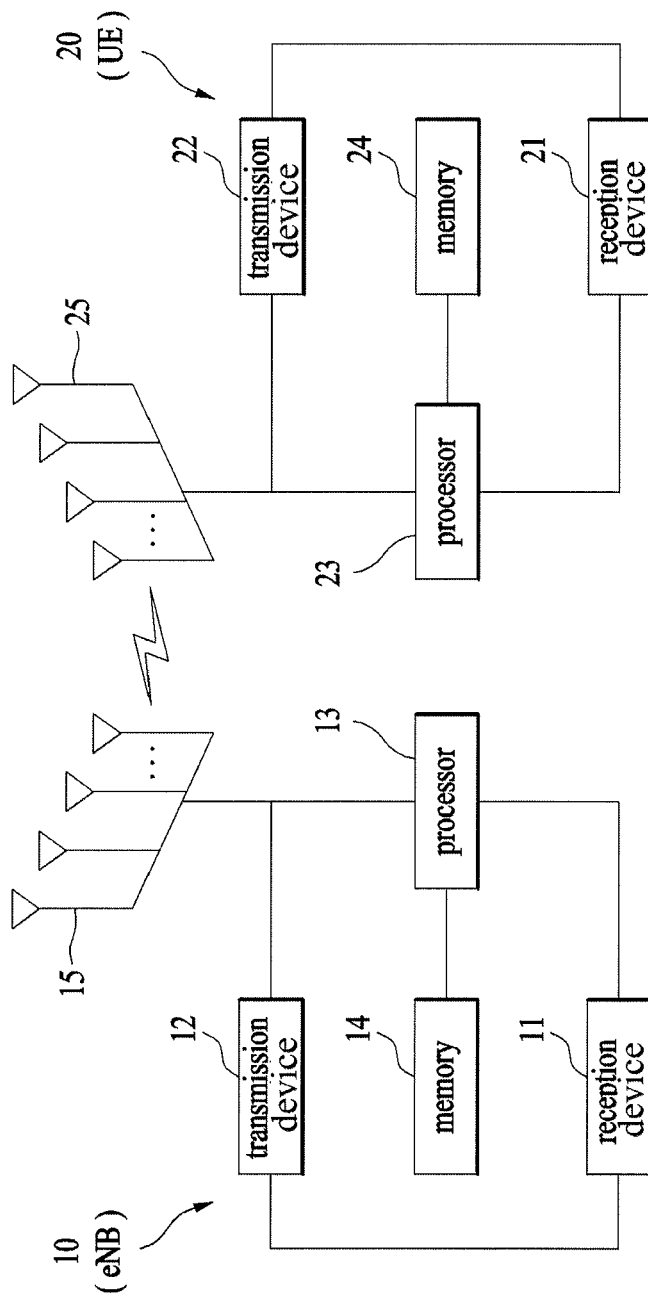 10
( eNB )
15
12
transmission
device
14
memory
11
reception
device
13
processor
...
...
25
23
processor
20
( UE )
22
transmission
device
24
memory
21
reception
device